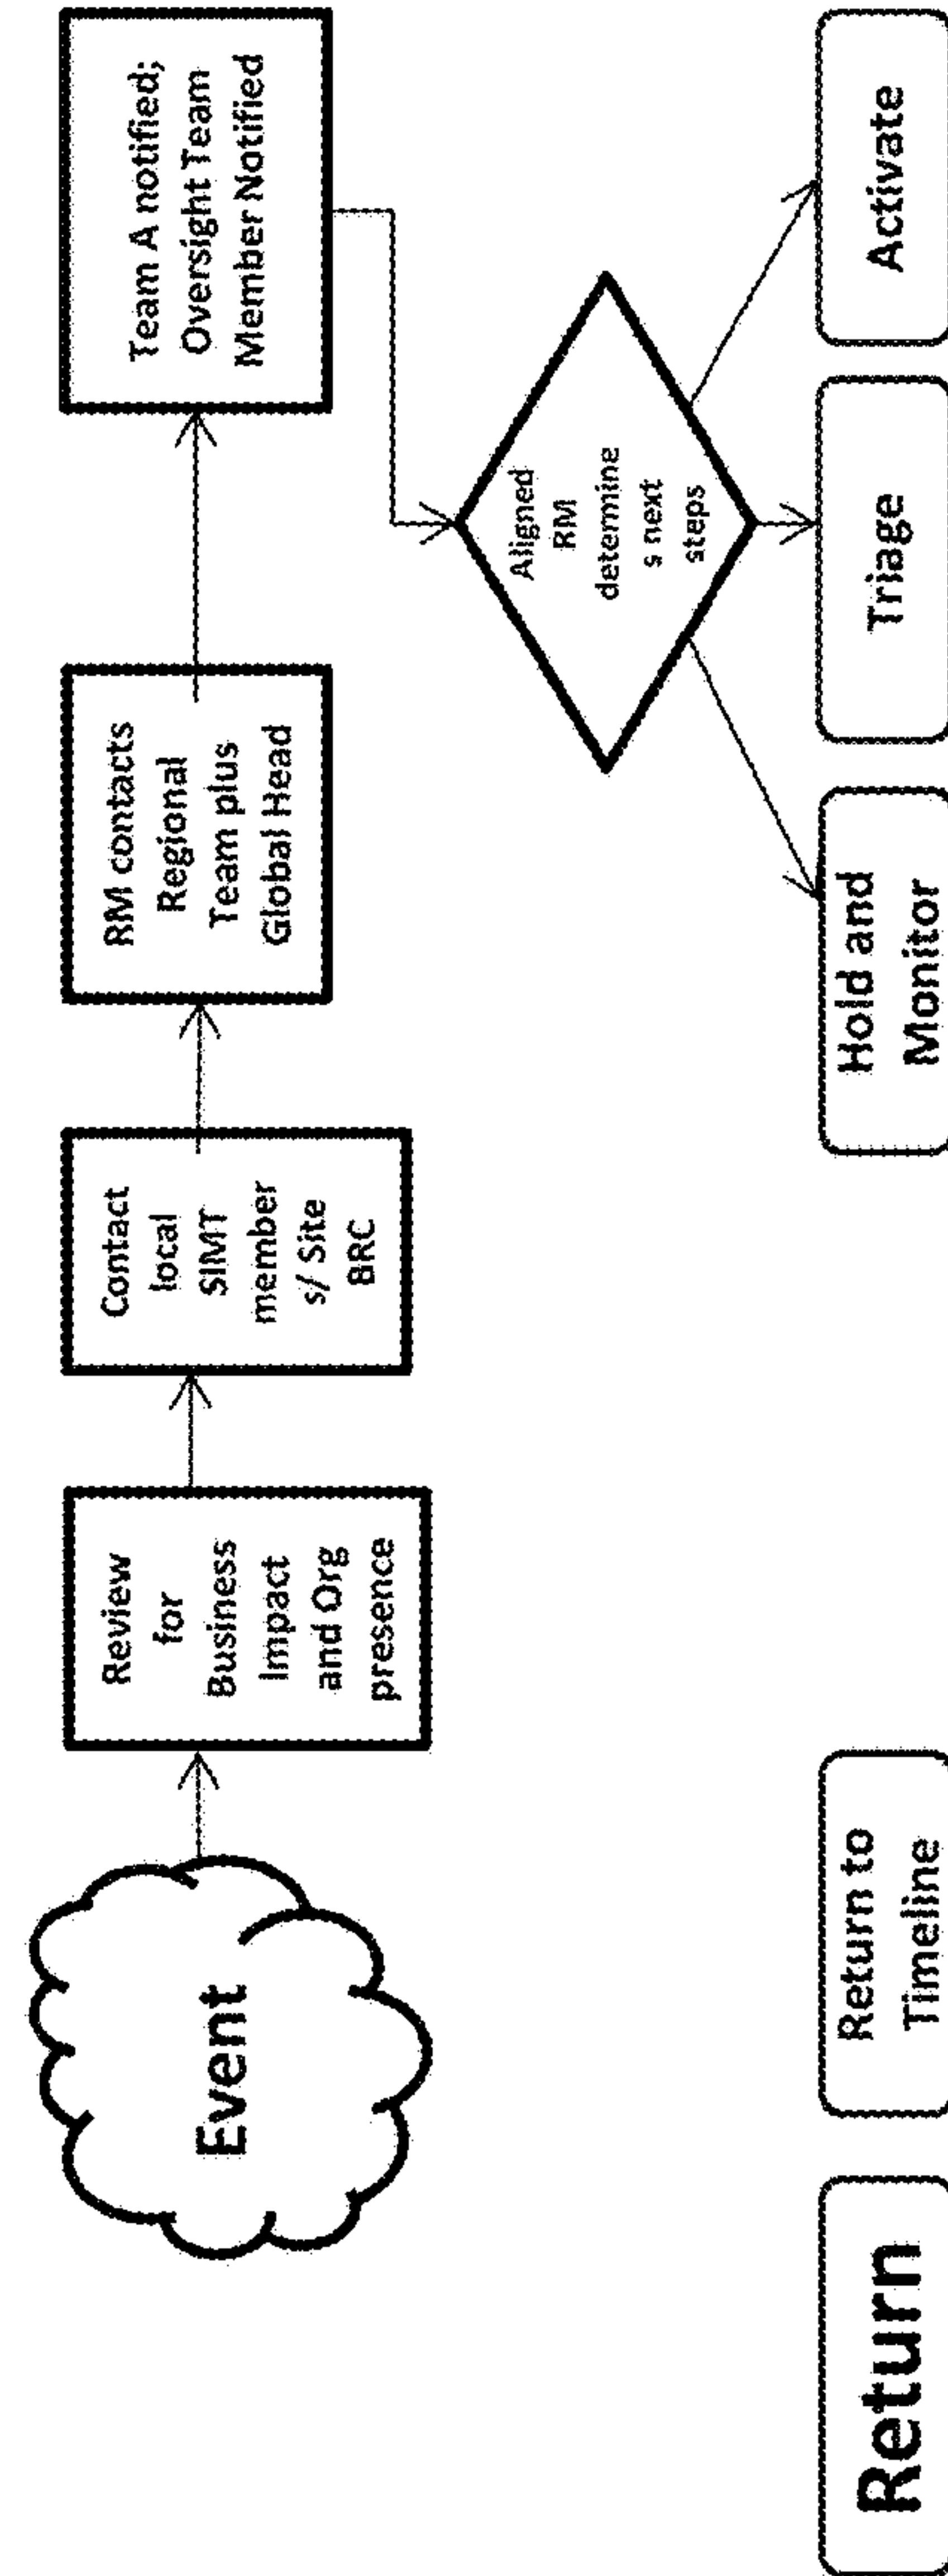 Event
Review
for
Business
Impact
and Org
presence
Contact
local
SIMT
member
s/ Site
BRC
RM contacts
Regional
Team plus
Global Head
Team A notified;
Oversight Team
Member Notified
Aligned
RM
determine
s next
steps
Return
Return to
Timeline
Hold and
Monitor
Triage
Activate